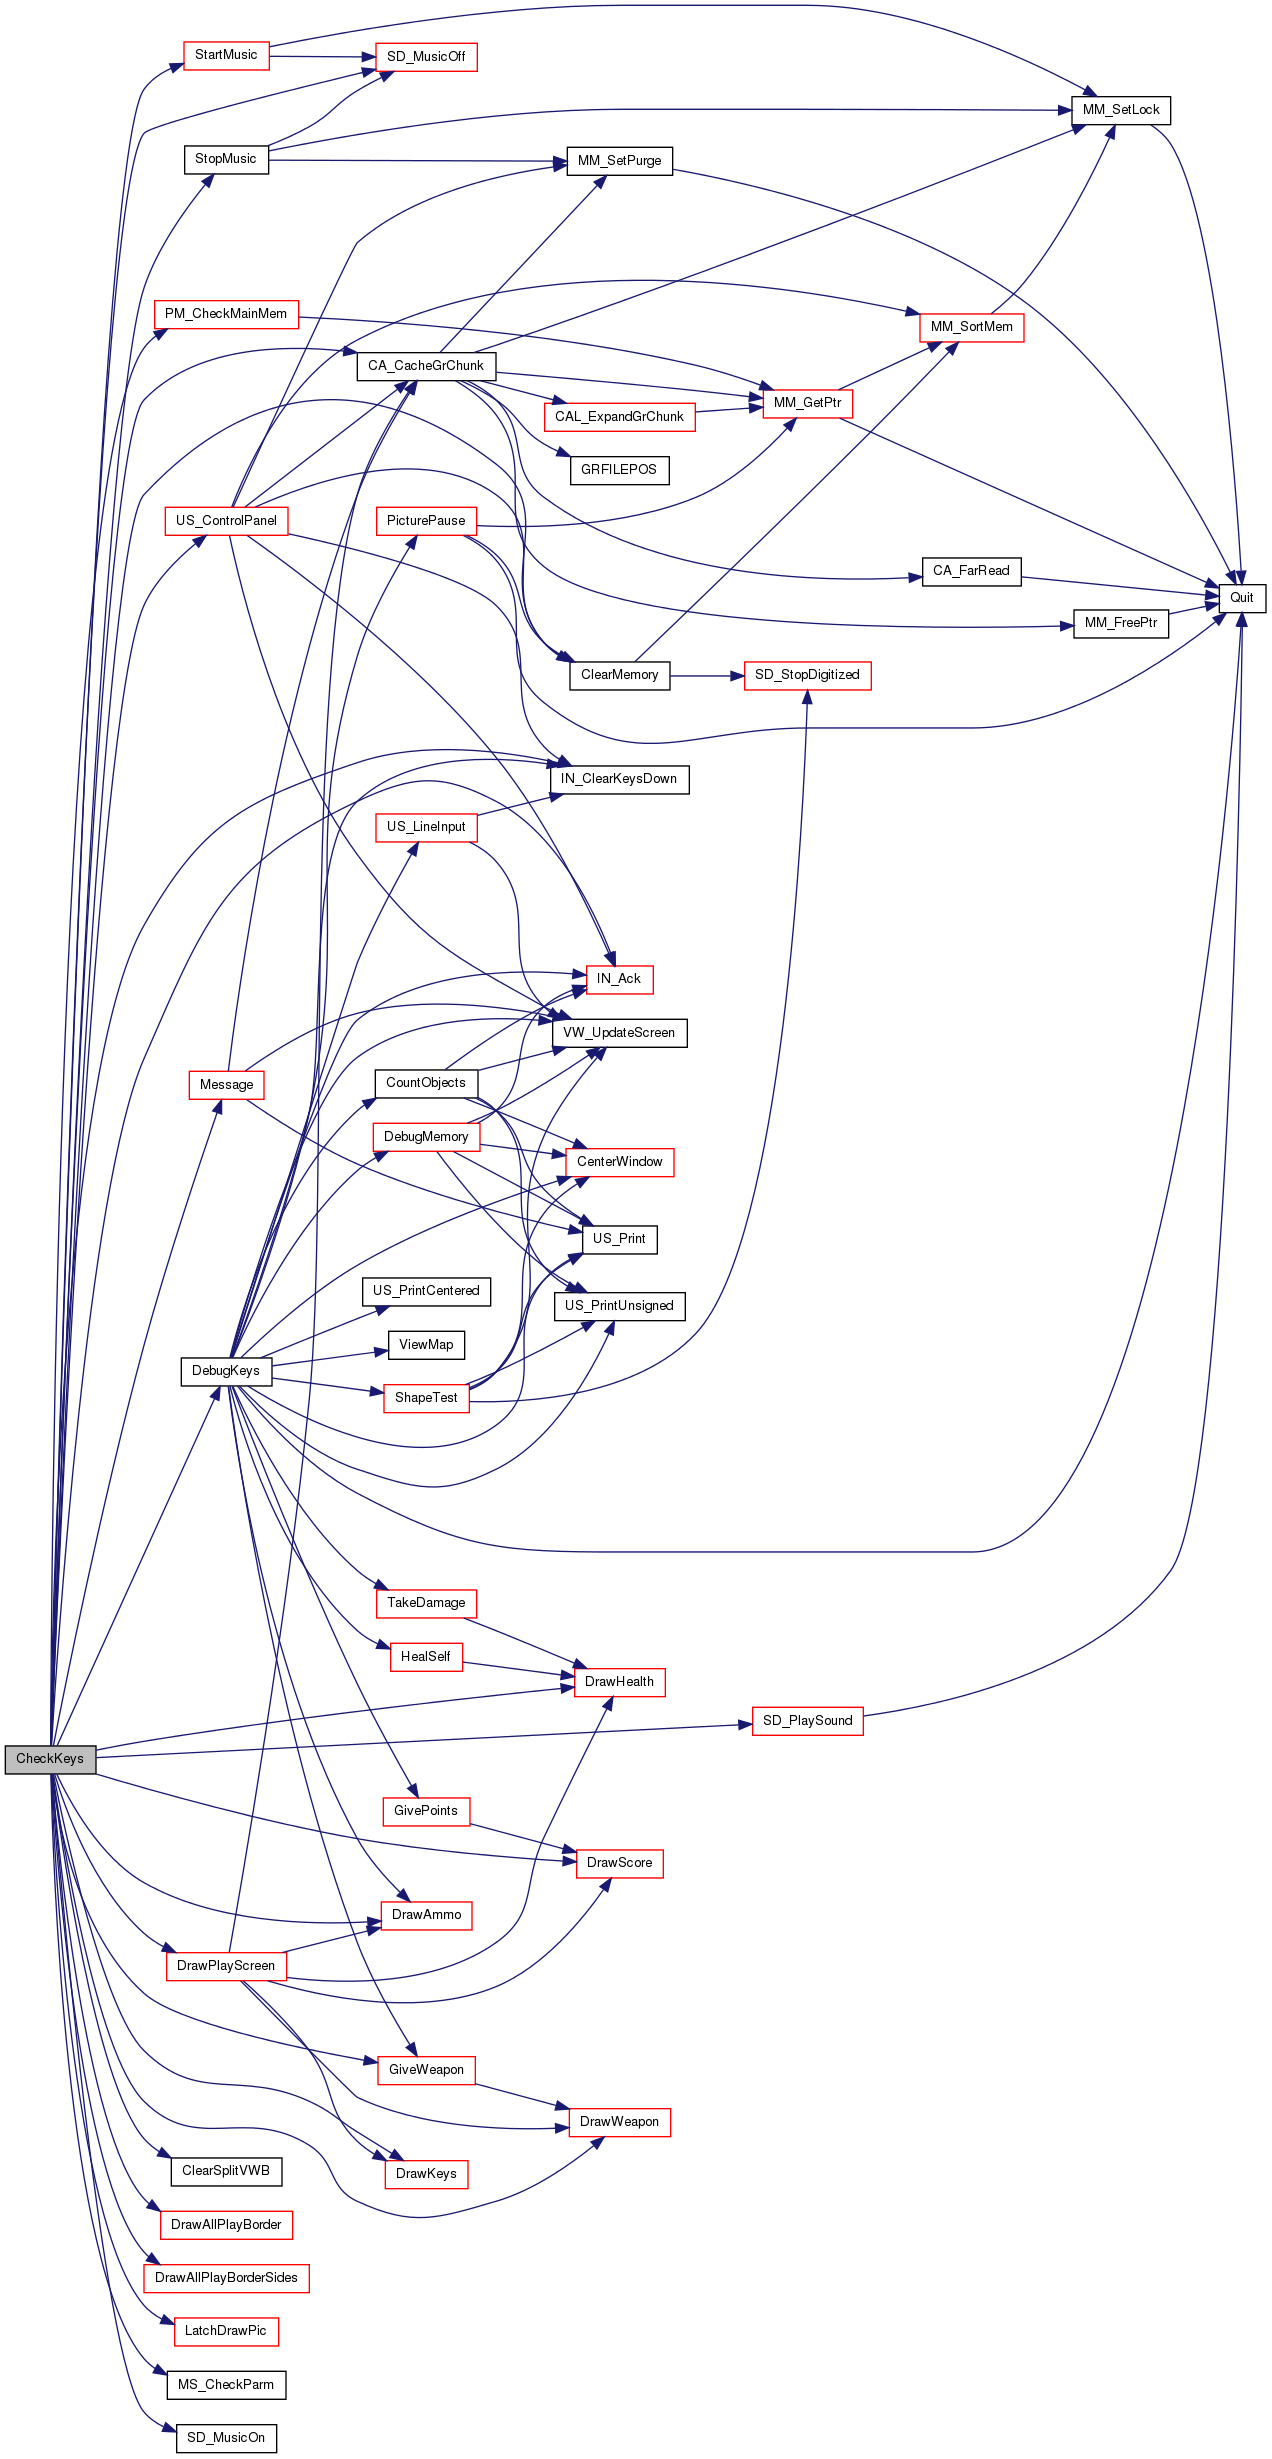 StartMusic
SD_MusicOff
MM_SetLock
StopMusic
MM_SetPurge
PM_CheckMainMem
MM_SortMem
CA_CacheGrChunk
MM_GetPtr
CAL_ExpandGrChunk
GRFILEPOS
US_ControlPanel
PicturePause
CA_FarRead
Quit
MM_FreePtr
ClearMemory
SD_StopDigitized
IN_ClearKeysDown
US_LineInput
IN_Ack
VW_UpdateScreen
Message
CountObjects
DebugMemory
CenterWindow
US_Print
US_PrintCentered
US_PrintUnsigned
ViewMap
DebugKeys
ShapeTest
TakeDamage
HealSelf
DrawHealth
SD_PlaySound
CheckKeys
GivePoints
DrawScore
DrawAmmo
DrawPlayScreen
GiveWeapon
DrawWeapon
ClearSplitVWB
DrawKeys
DrawAllPlayBorder
DrawAllPlayBorderSides
LatchDrawPic
MS_CheckParm
SD_MusicOn